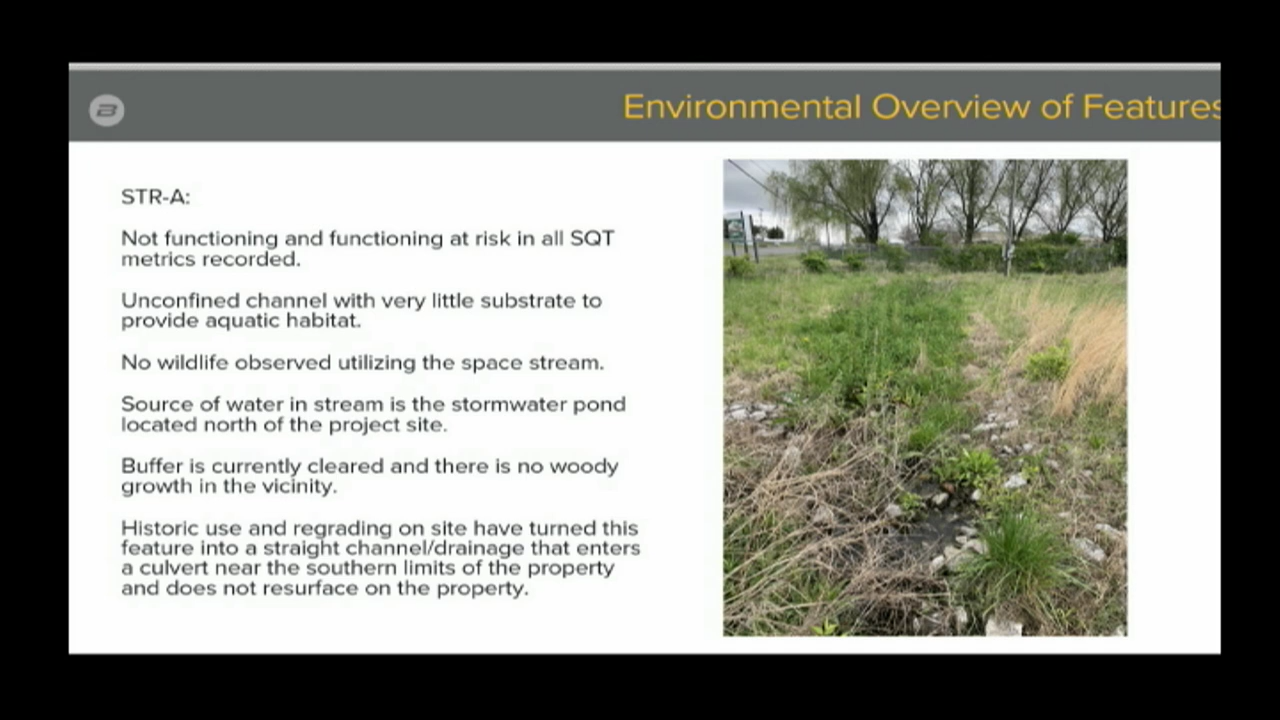 Environmental Overview of Features
STR-A:
Not functioning and functioning at risk in all SQT
metrics recorded.
Unconfined channel with very little substrate to
provide aquatic habitat.
No wildlife observed utilizing the space stream.
Source of water in stream is the stormwater pond
located north of the project site.
Buffer is currently cleared and there is no woody
growth in the vicinity.
Historic use and regrading on site have turned this
feature into a straight channel/drainage that enters
a culvert near the southern limits of the property
and does not resurface on the property.